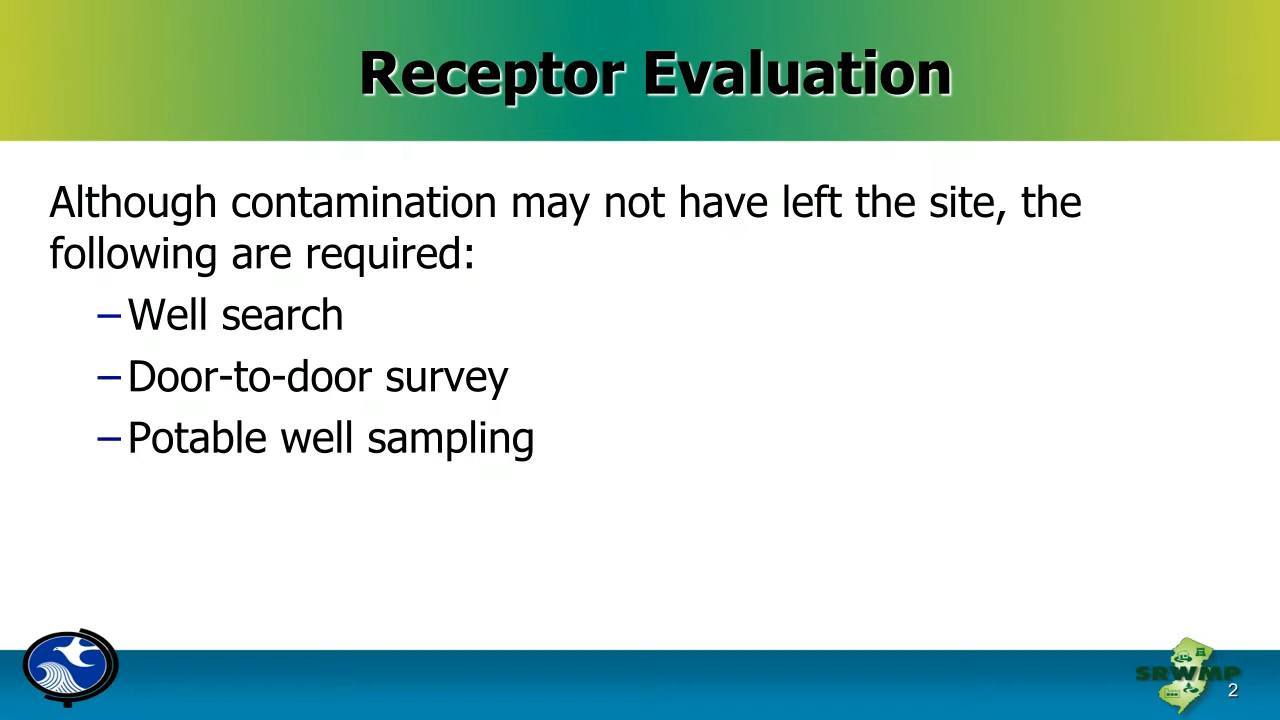 Receptor Evaluation
Although contamination may not have left the site, the
following are required:
– Well search
– Door-to-door survey
– Potable well sampling
SRWMP
2